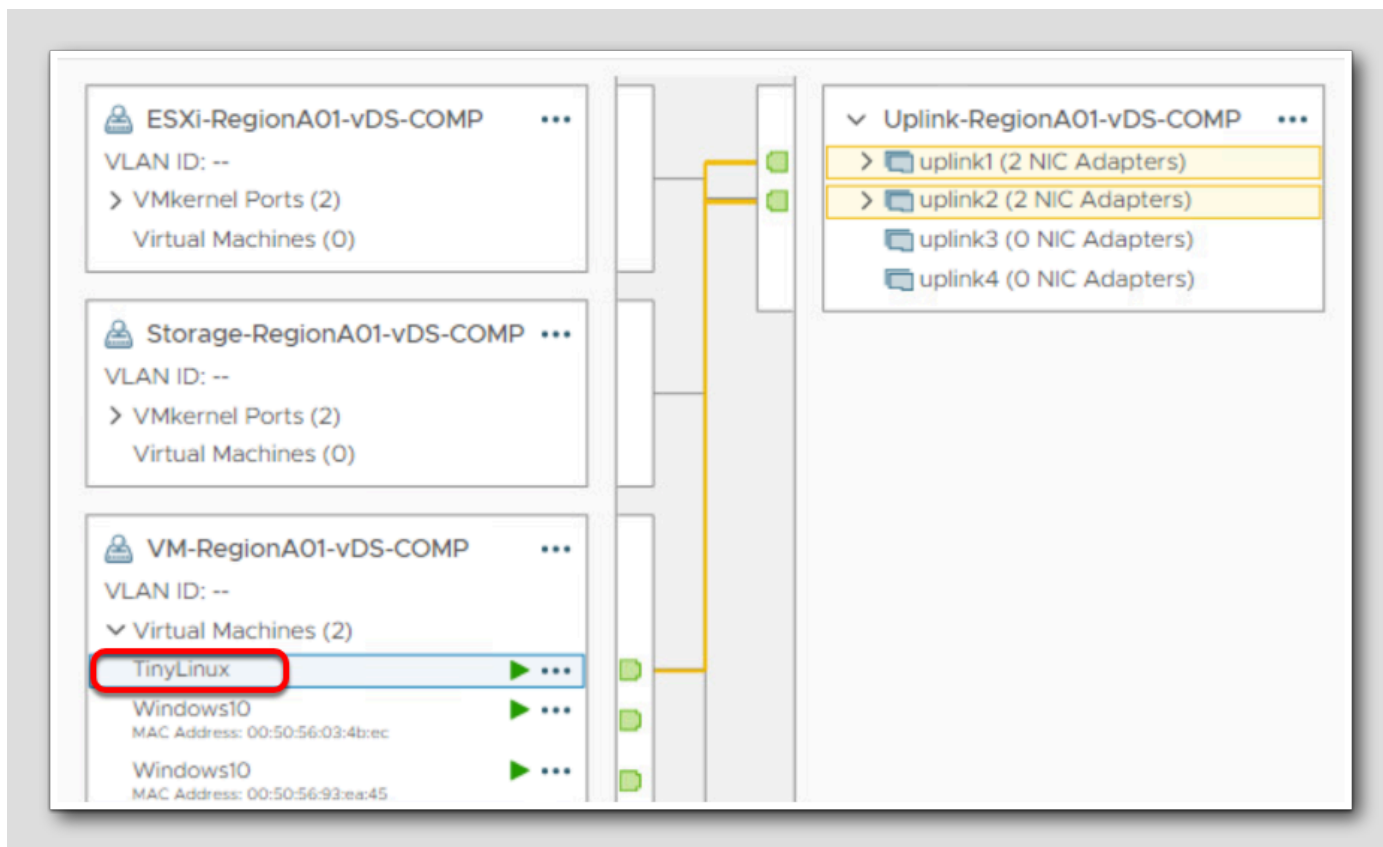 ESXi-RegionA01-vDS-COMP
VLAN ID: --
VMkernel Ports (2)
Virtual Machines (0)
Storage-RegionA01-vDS-COMP
VLAN ID: --
VMkernel Ports (2)
Virtual Machines (0)
VM-RegionA01-vDS-COMP
VLAN ID: --
Virtual Machines (2)
TinyLinux
Windows10
MAC Address: 00:50:56:03:4b:ec
Windows10
MAC Address: 00:50:56:93:ea:45
Uplink-RegionA01-vDS-COMP
uplink1 (2 NIC Adapters)
uplink2 (2 NIC Adapters)
uplink3 (0 NIC Adapters)
uplink4 (0 NIC Adapters)